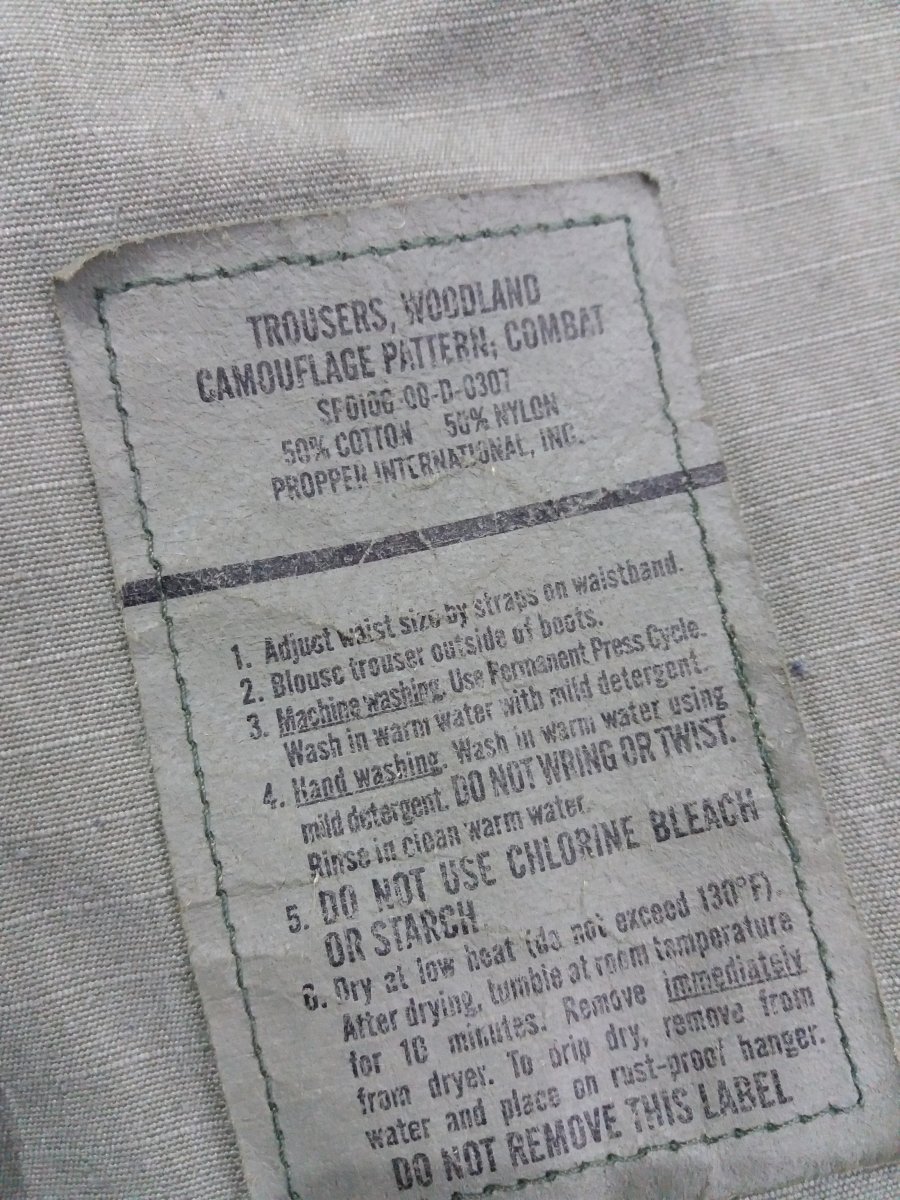 TROUSERS, WOODLAND
CAMOUFLAGE PATTERN; COMBAT
SPO100-00-D-0307
50% COTTON 50% NYLON
PROPPER INTERNATIONAL, INC.
1. Adjust waist size by straps on waistband.
2. Blouse trouser outside of boots.
3. Machine washing. Use Permanent Press Cycle.
Wash in warm water with mild detergent.
4. Hand washing. Wash in warm water using
mild detergent. DO NOT WRING OR TWIST.
Rinse in clean warm water.
5. DO NOT USE CHLORINE BLEACH
OR STARCH
6. Dry at low heat (do not exceed 130°F).
After drying, tumble at room temperature
for 10 minutes. Remove immediately
from dryer. To drip dry, remove from
water and place on rust-proof hanger.
DO NOT REMOVE THIS LABEL